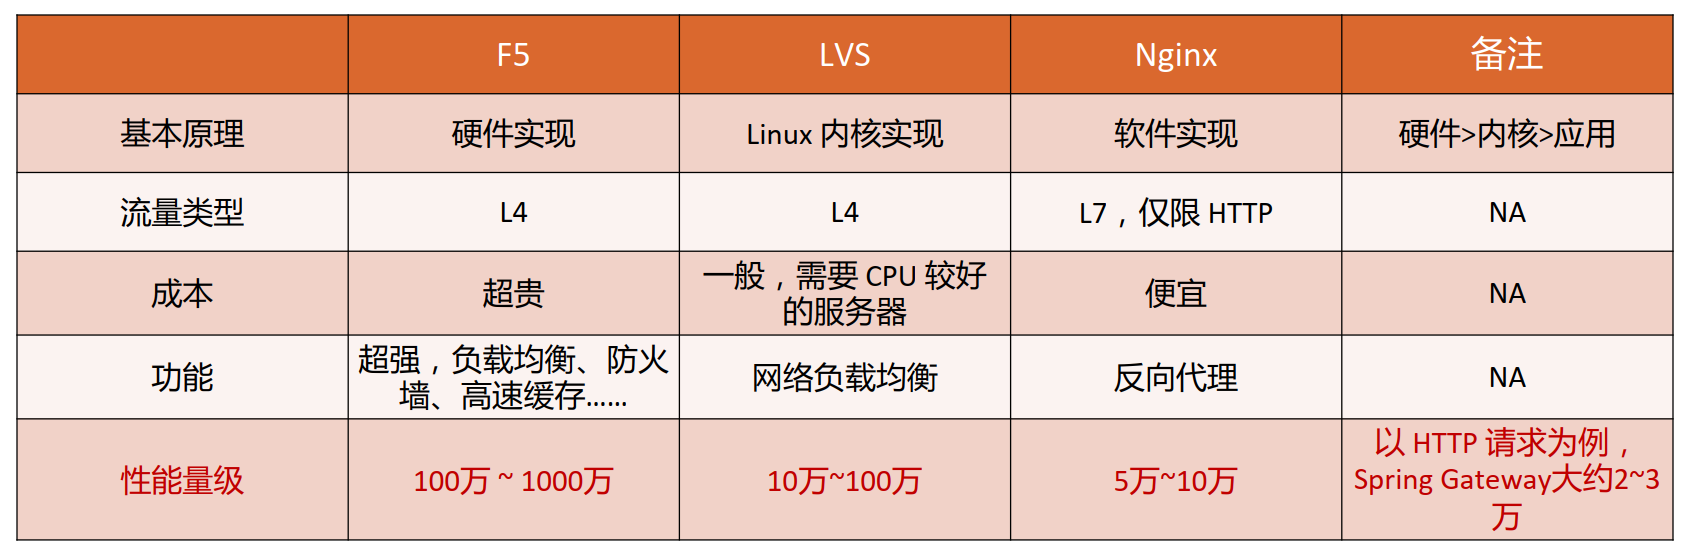 F5
LVS
Nginx
备注
基本原理
硬件实现
Linux 内核实现
软件实现
硬件>内核>应用
流量类型
L4
L4
L7，仅限 HTTP
NA
成本
超贵
一般，需要 CPU 较好
的服务器
便宜
NA
功能
超强，负载均衡、防火
墙、高速缓存……
网络负载均衡
反向代理
NA
性能量级
100万 ~ 1000万
10万~100万
5万~10万
以 HTTP 请求为例，
Spring Gateway大约2~3
万